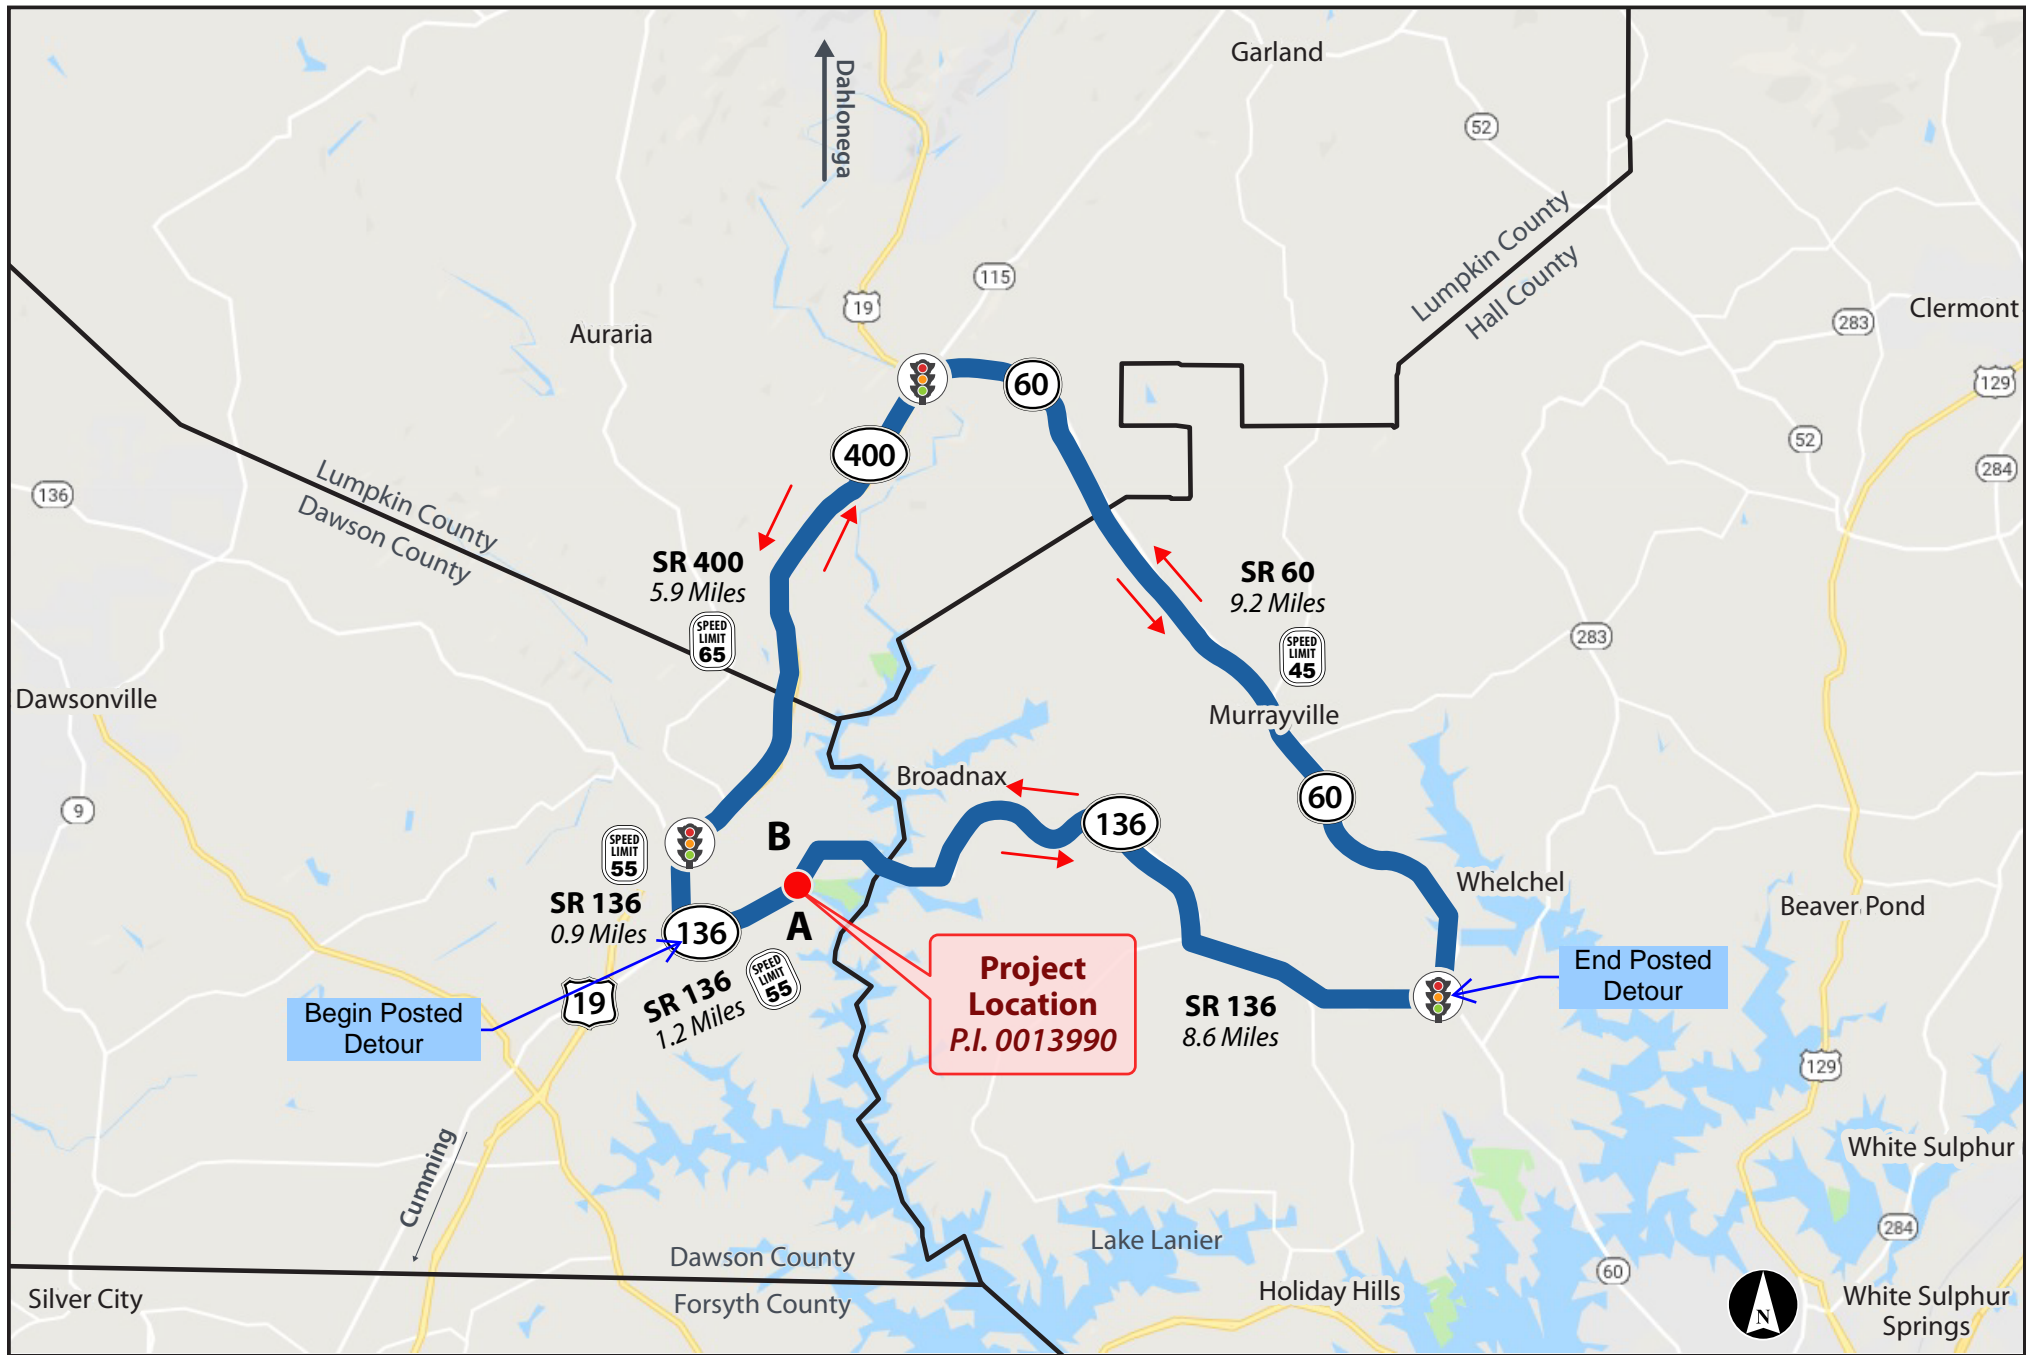 Garland
Dahlonega
52
Lumpkin County
Hall County
115
19
Clermont
283
Auraria
129
60
400
52
284
136
Lumpkin County
Dawson County
SR 400
5.9 Miles
SPEED
LIMIT
65
SR 60
9.2 Miles
SPEED
LIMIT
45
283
Dawsonville
Murrayville
Broadnax
9
60
136
B
SPEED
LIMIT
55
Whelchel
SR 136
0.9 Miles
136
A
Beaver Pond
SR 136
1.2 Miles
SPEED
LIMIT
55
19
Begin Posted
Detour
Project
Location
P.I. 0013990
SR 136
8.6 Miles
End Posted
Detour
129
Cumming
White Sulphur
284
Lake Lanier
Dawson County
Forsyth County
60
Silver City
Holiday Hills
N
White Sulphur
Springs